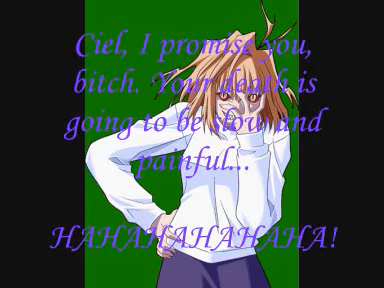 Ciel, I promise you,
bitch. Your death is
going to be slow and
painful...
HAHAHAHAHAHA!